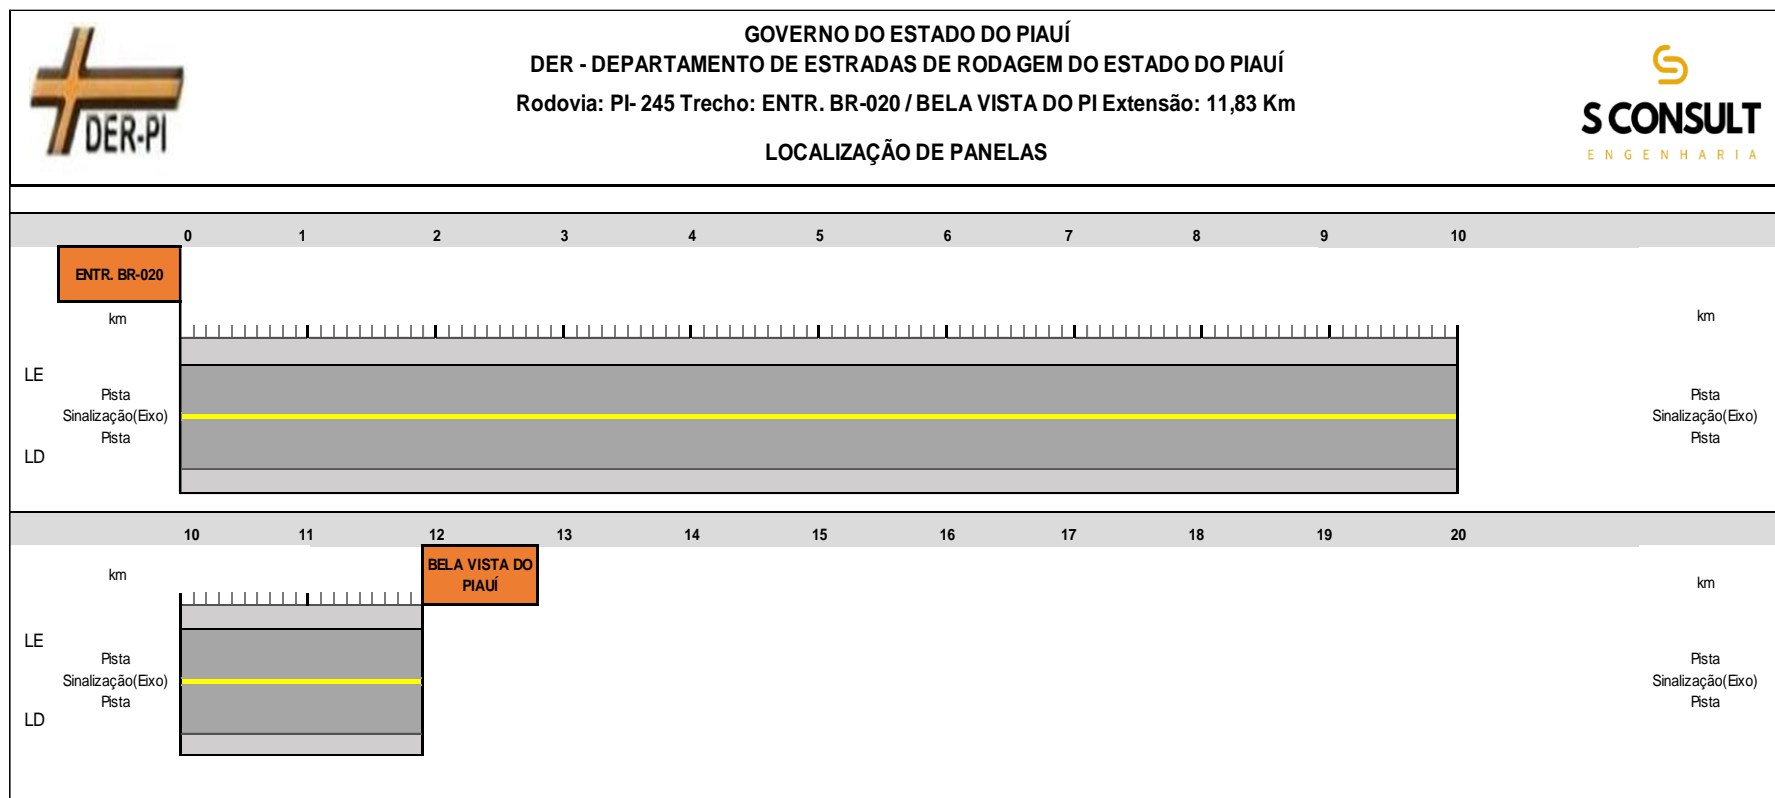 DER-PI
GOVERNO DO ESTADO DO PIAUÍ
DER - DEPARTAMENTO DE ESTRADAS DE RODAGEM DO ESTADO DO PIAUÍ
Rodovia: PI- 245 Trecho: ENTR. BR-020 / BELA VISTA DO PI Extensão: 11,83 Km
LOCALIZAÇÃO DE PANELAS
S CONSULT
ENGENHARIA
0 1 2 3 4 5 6 7 8 9 10
ENTR. BR-020
km km
LE
Pista Pista
Sinalização(Eixo) Sinalização(Eixo)
Pista Pista
LD
10 11 12 13 14 15 16 17 18 19 20
BELA VISTA DO
PIAUÍ
km km
LE
Pista Pista
Sinalização(Eixo) Sinalização(Eixo)
Pista Pista
LD